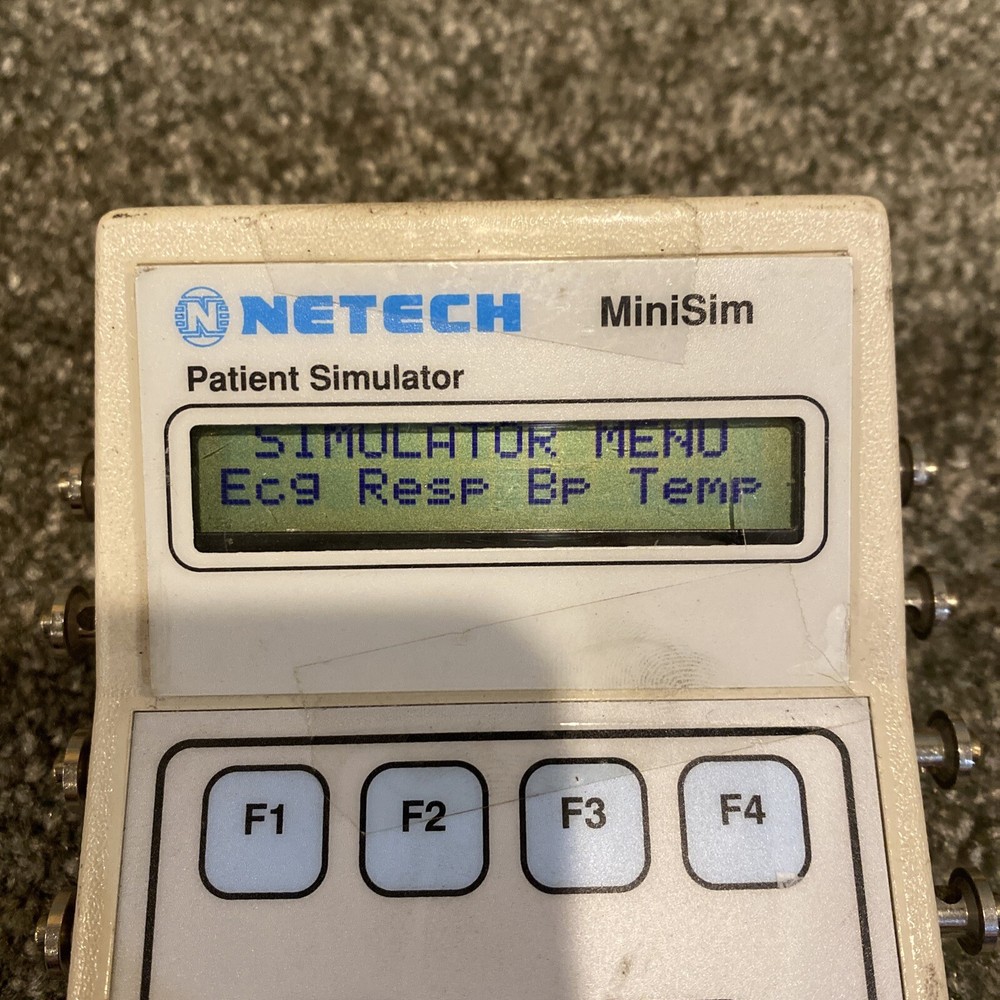 NETECH MiniSim
Patient Simulator
SIMULATOR MENU
Ecg Resp Bp Temp
F1 F2 F3 F4